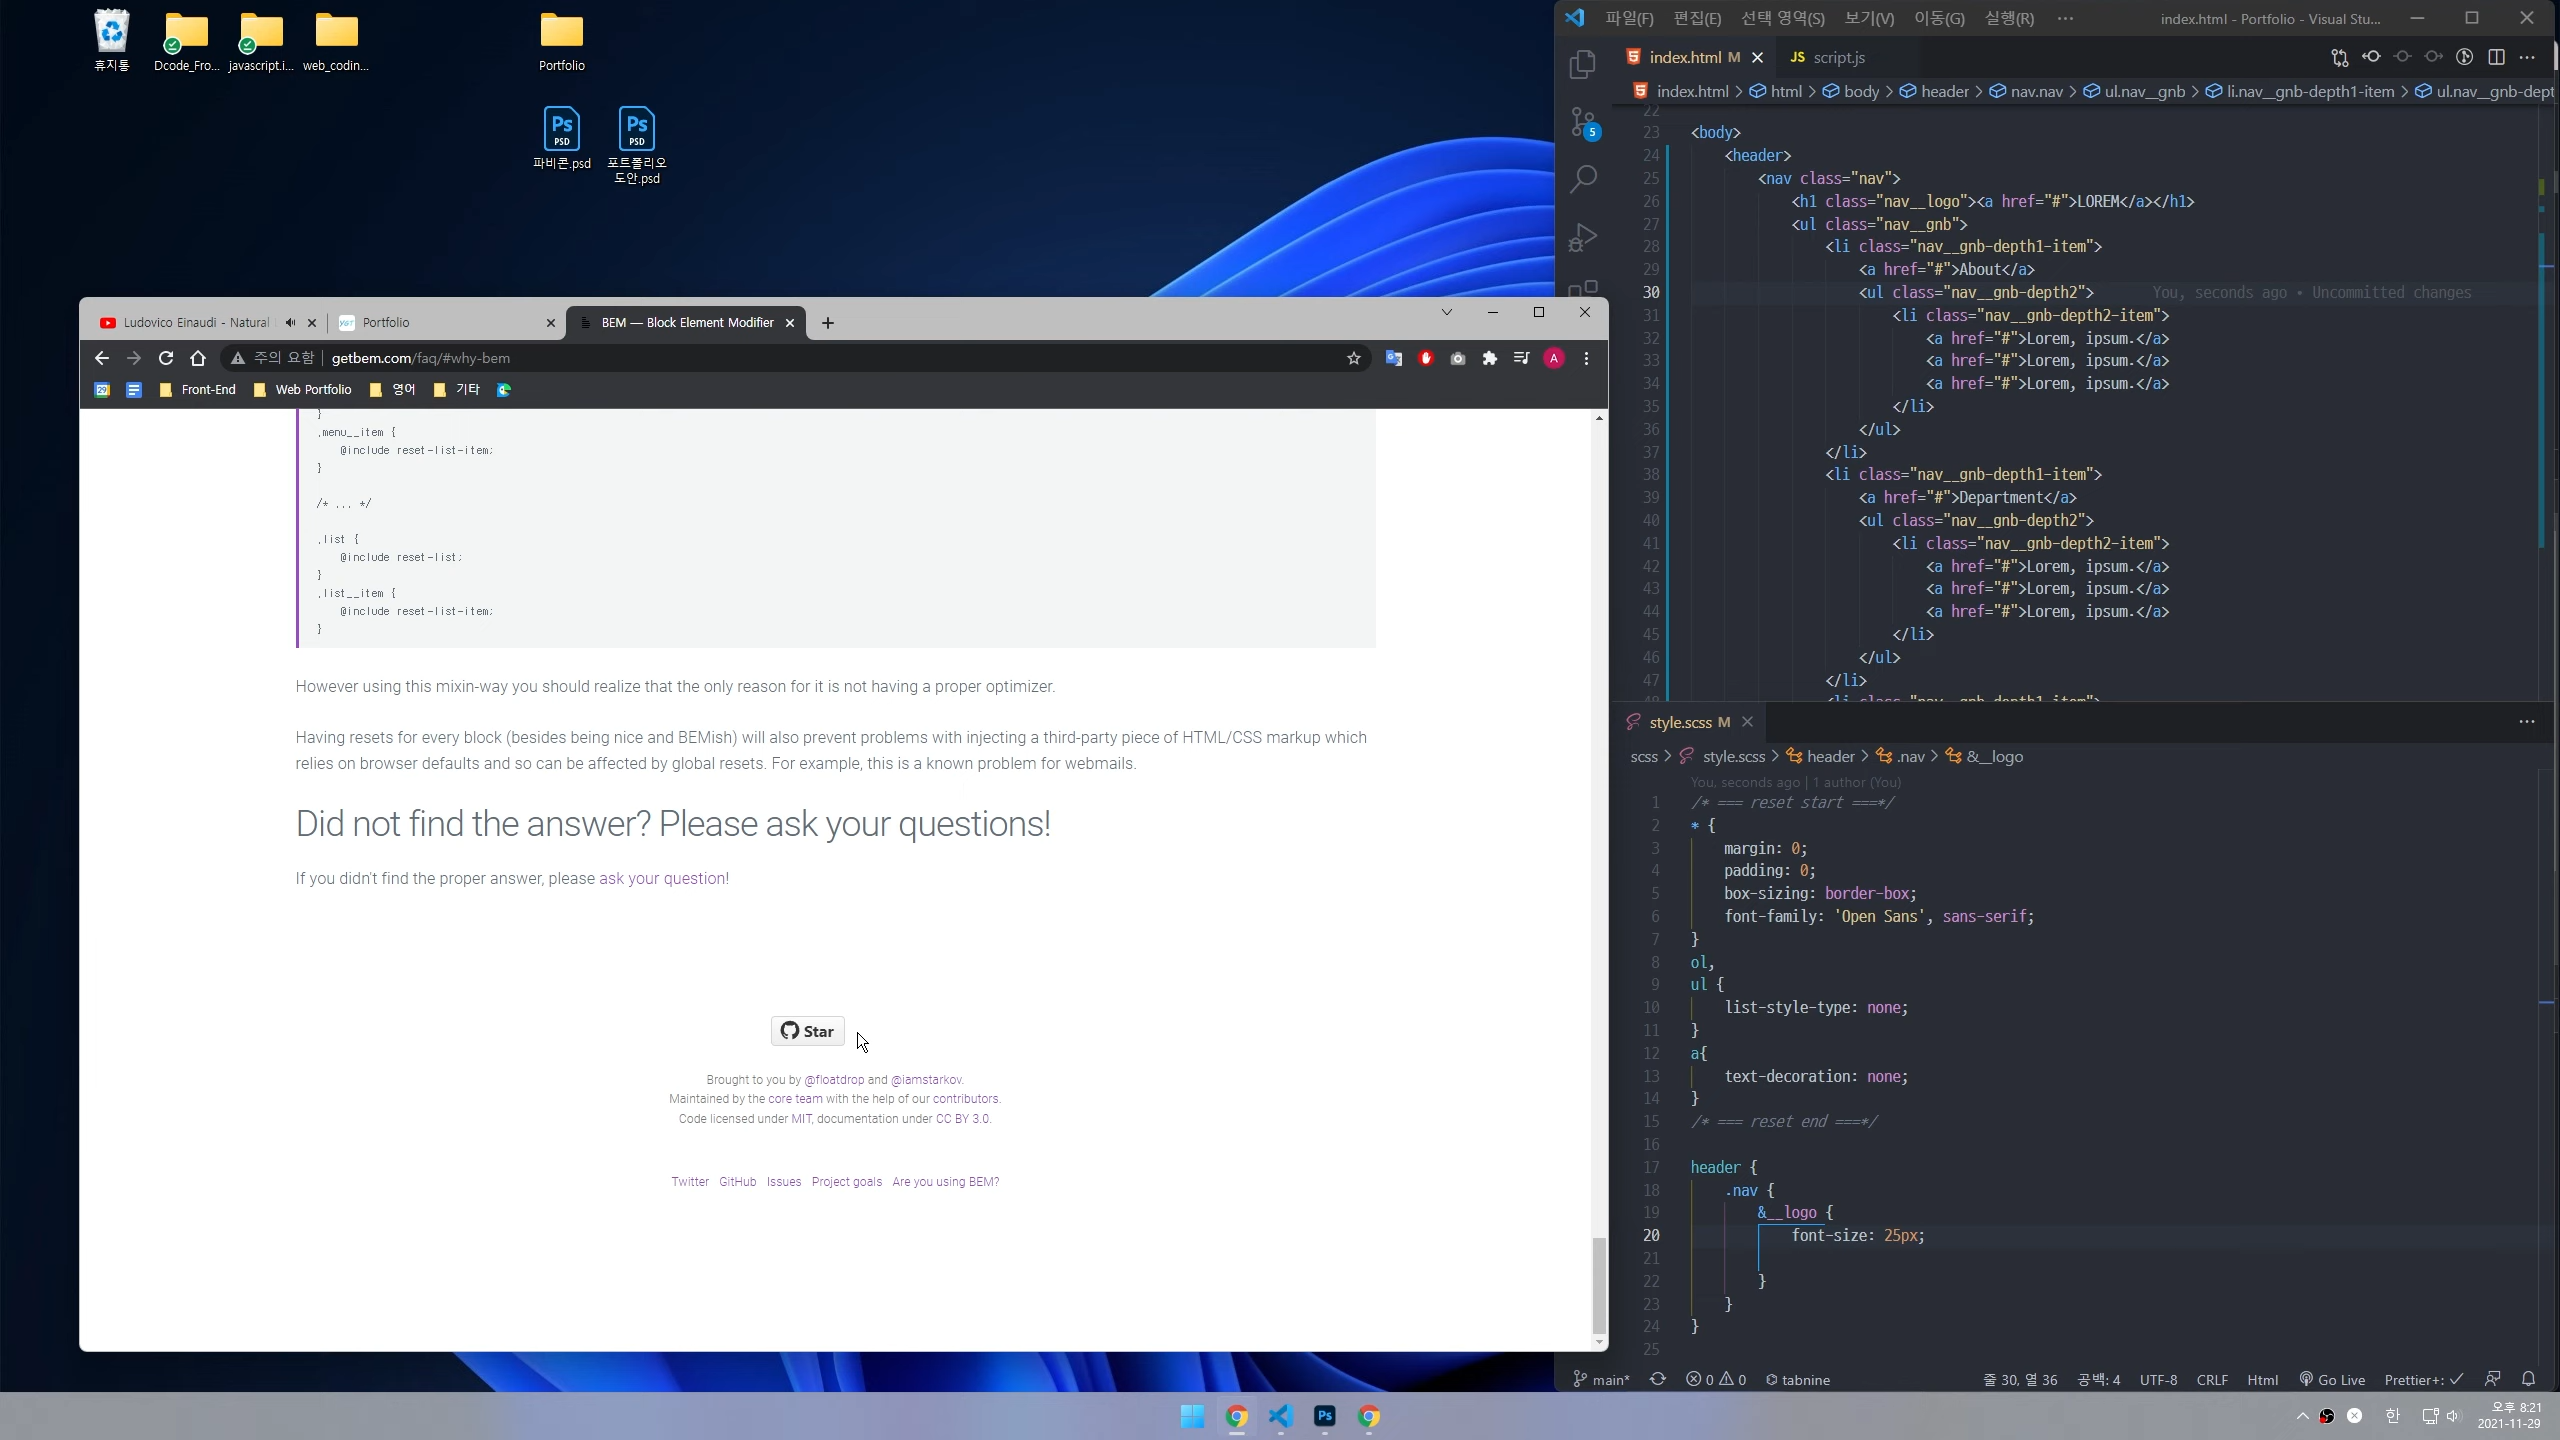 휴지통
Dcode_Fro...
javascript.i...
web_codin...
Portfolio
파비콘.psd
포트폴리오
도안.psd
Ludovico Einaudi - Natural
Portfolio
BEM — Block Element Modifier
주의 요함 | getbem.com/faq/#why-bem
Front-End
Web Portfolio
영어
기타
}
.menu__item {
@include reset-list-item;
}
/* ... */
.list {
@include reset-list;
}
.list__item {
@include reset-list-item;
}
However using this mixin-way you should realize that the only reason for it is not having a proper optimizer.
Having resets for every block (besides being nice and BEMish) will also prevent problems with injecting a third-party piece of HTML/CSS markup which
relies on browser defaults and so can be affected by global resets. For example, this is a known problem for webmails.
Did not find the answer? Please ask your questions!
If you didn't find the proper answer, please ask your question!
Star
Brought to you by @floatdrop and @iamstarkov.
Maintained by the core team with the help of our contributors.
Code licensed under MIT, documentation under CC BY 3.0.
Twitter GitHub Issues Project goals Are you using BEM?
파일(F) 편집(E) 선택 영역(S) 보기(V) 이동(G) 실행(R) ··· index.html - Portfolio - Visual Stu...
index.html M
JS script.js
index.html > html > body > header > nav.nav > ul.nav__gnb > li.nav__gnb-depth1-item > ul.nav__gnb-dept
22
23 <body>
24 <header>
25 <nav class="nav">
26 <h1 class="nav__logo"><a href="#">LOREM</a></h1>
27 <ul class="nav__gnb">
28 <li class="nav__gnb-depth1-item">
29 <a href="#">About</a>
30 <ul class="nav__gnb-depth2"> You, seconds ago • Uncommitted changes
31 <li class="nav__gnb-depth2-item">
32 <a href="#">Lorem, ipsum.</a>
33 <a href="#">Lorem, ipsum.</a>
34 <a href="#">Lorem, ipsum.</a>
35 </li>
36 </ul>
37 </li>
38 <li class="nav__gnb-depth1-item">
39 <a href="#">Department</a>
40 <ul class="nav__gnb-depth2">
41 <li class="nav__gnb-depth2-item">
42 <a href="#">Lorem, ipsum.</a>
43 <a href="#">Lorem, ipsum.</a>
44 <a href="#">Lorem, ipsum.</a>
45 </li>
46 </ul>
47 </li>
48 <li class="nav__gnb-depth1-item">
style.scss M
scss > style.scss > header > .nav > &__logo
You, seconds ago | 1 author (You)
1 /* === reset start ===*/
2 * {
3 margin: 0;
4 padding: 0;
5 box-sizing: border-box;
6 font-family: 'Open Sans', sans-serif;
7 }
8 ol,
9 ul {
10 list-style-type: none;
11 }
12 a{
13 text-decoration: none;
14 }
15 /* === reset end ===*/
16
17 header {
18 .nav {
19 &__logo {
20 font-size: 25px;
21
22 }
23 }
24 }
25
main* 0 0 tabnine 줄 30, 열 36 공백: 4 UTF-8 CRLF Html Go Live Prettier+:
5
A
29
Ps
PSD
Ps
PSD
Ps
한
오후 8:21
2021-11-29